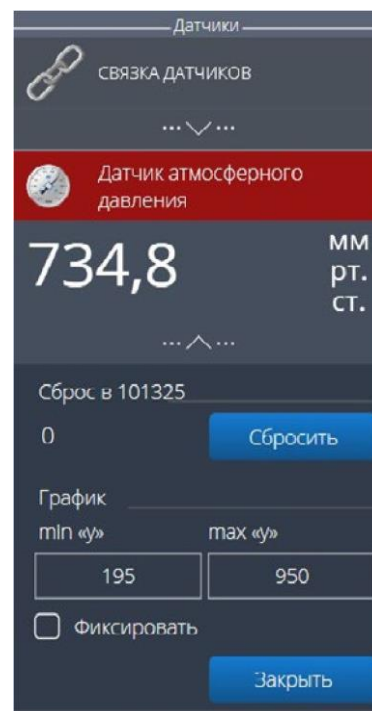 Датчики
СВЯЗКА ДАТЧИКОВ
Датчик атмосферного
давления
734,8
мм
рт.
ст.
Сброс в 101325
0
Сбросить
График
min «y»
max «y»
195
950
Фиксировать
Закрыть